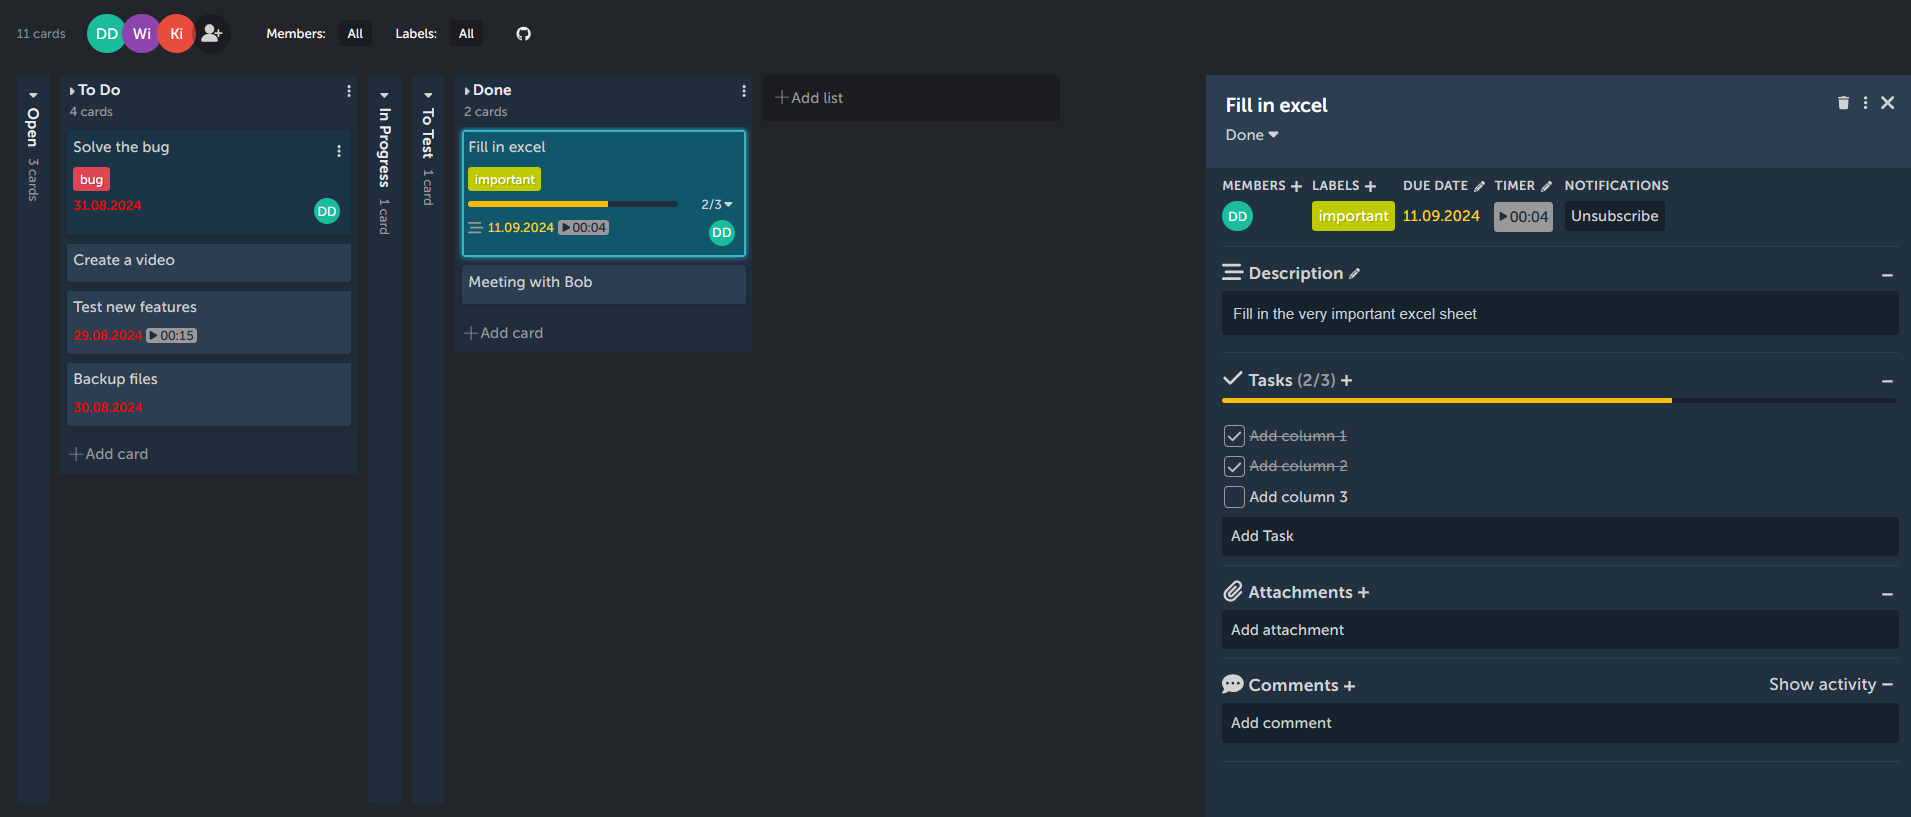 11 cards
DD
Wi
Ki
Members:
All
Labels:
All
Open
3 cards
To Do
4 cards
Solve the bug
bug
31.08.2024
DD
Create a video
Test new features
29.08.2024 00:15
Backup files
30.08.2024
Add card
In Progress
1 card
To Test
1 card
Done
2 cards
Fill in excel
important
2/3
11.09.2024 00:04
DD
Meeting with Bob
Add card
Add list
Fill in excel
Done
MEMBERS LABELS DUE DATE TIMER NOTIFICATIONS
DD important 11.09.2024 00:04 Unsubscribe
Description
Fill in the very important excel sheet
Tasks (2/3)
Add column 1
Add column 2
Add column 3
Add Task
Attachments
Add attachment
Comments
Show activity
Add comment